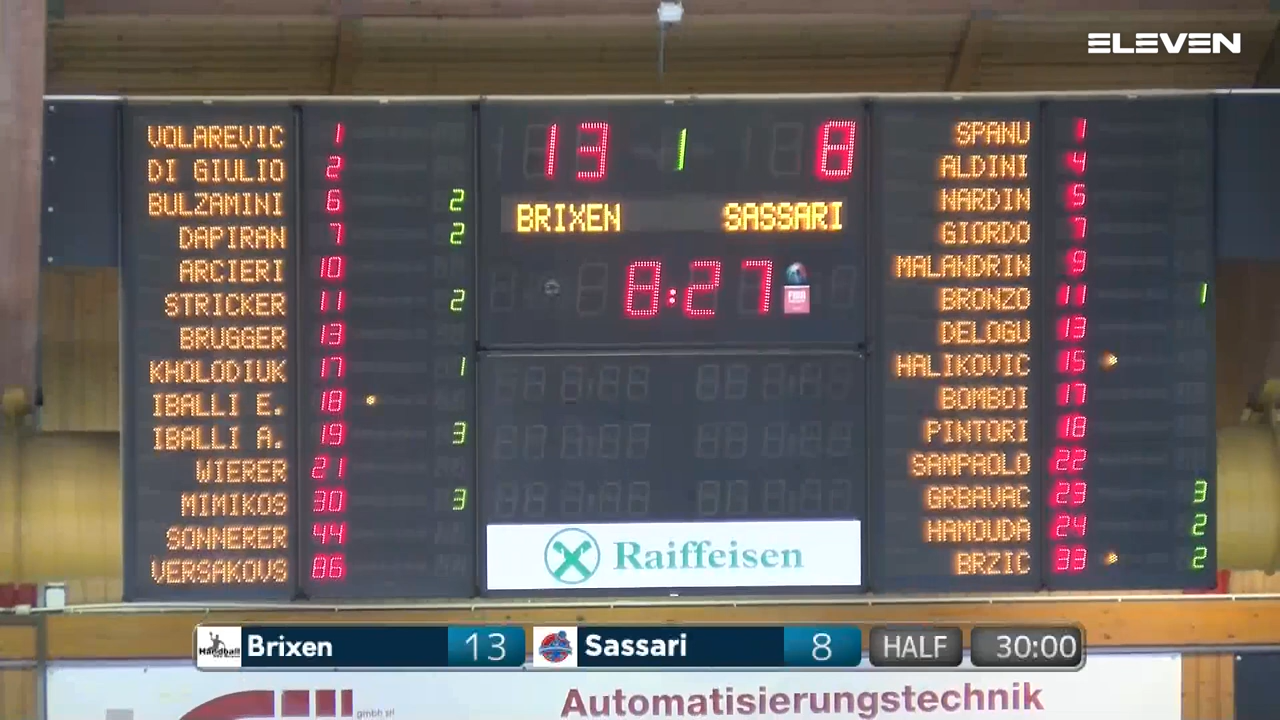 ELEVEN
VOLAREVIC 1
DI GIULIO 2
BULZAMINI 6 2
DAPIRAN 7 2
ARCIERI 10
STRICKER 11 2
BRUGGER 13
KHOLODIUK 17 1
IBALLI E. 18
IBALLI A. 19 3
WIERER 21
MIMIKOS 30 3
SONNERER 44
VERSAKOVS 86
13 1 8
BRIXEN SASSARI
8:27
Raiffeisen
SPANU 1
ALDINI 4
NARDIN 5
GIORDO 7
MALANDRIN 9
BRONZO 11 1
DELOGU 13
HALIKOVIC 15
BOMBOI 17
PINTORI 18
SAMPAOLO 22
GRBAVAC 23 3
HAMOUDA 24 2
BRZIC 33 2
Handball Brixen 13 Sassari 8 HALF 30:00
gmbh srl
Automatisierungstechnik